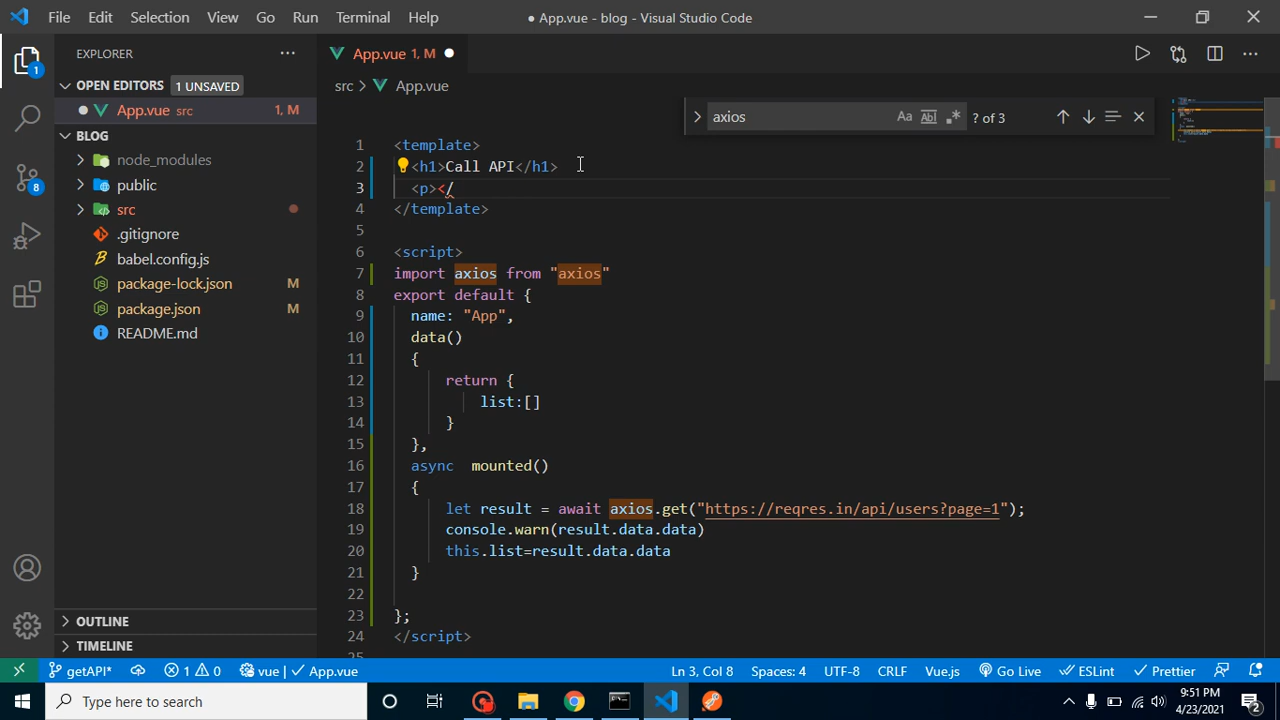 File Edit Selection View Go Run Terminal Help ● App.vue - blog - Visual Studio Code
EXPLORER
App.vue 1, M
OPEN EDITORS 1 UNSAVED
src > App.vue
App.vue src 1, M
BLOG
axios
Aa Abl .*
? of 3
node_modules
public
src
.gitignore
babel.config.js
package-lock.json M
package.json M
README.md
1 <template>
2 <h1>Call API</h1>
3 <p></
4 </template>
5
6 <script>
7 import axios from "axios"
8 export default {
9 name: "App",
10 data()
11 {
12 return {
13 list:[]
14 }
15 },
16 async mounted()
17 {
18 let result = await axios.get("https://reqres.in/api/users?page=1");
19 console.warn(result.data.data)
20 this.list=result.data.data
21 }
22
23 };
24 </script>
25
1
8
OUTLINE
TIMELINE
getAPI* 1 0 vue | App.vue Ln 3, Col 8 Spaces: 4 UTF-8 CRLF Vue.js Go Live ESLint Prettier
Type here to search
9:51 PM
4/23/2021
2